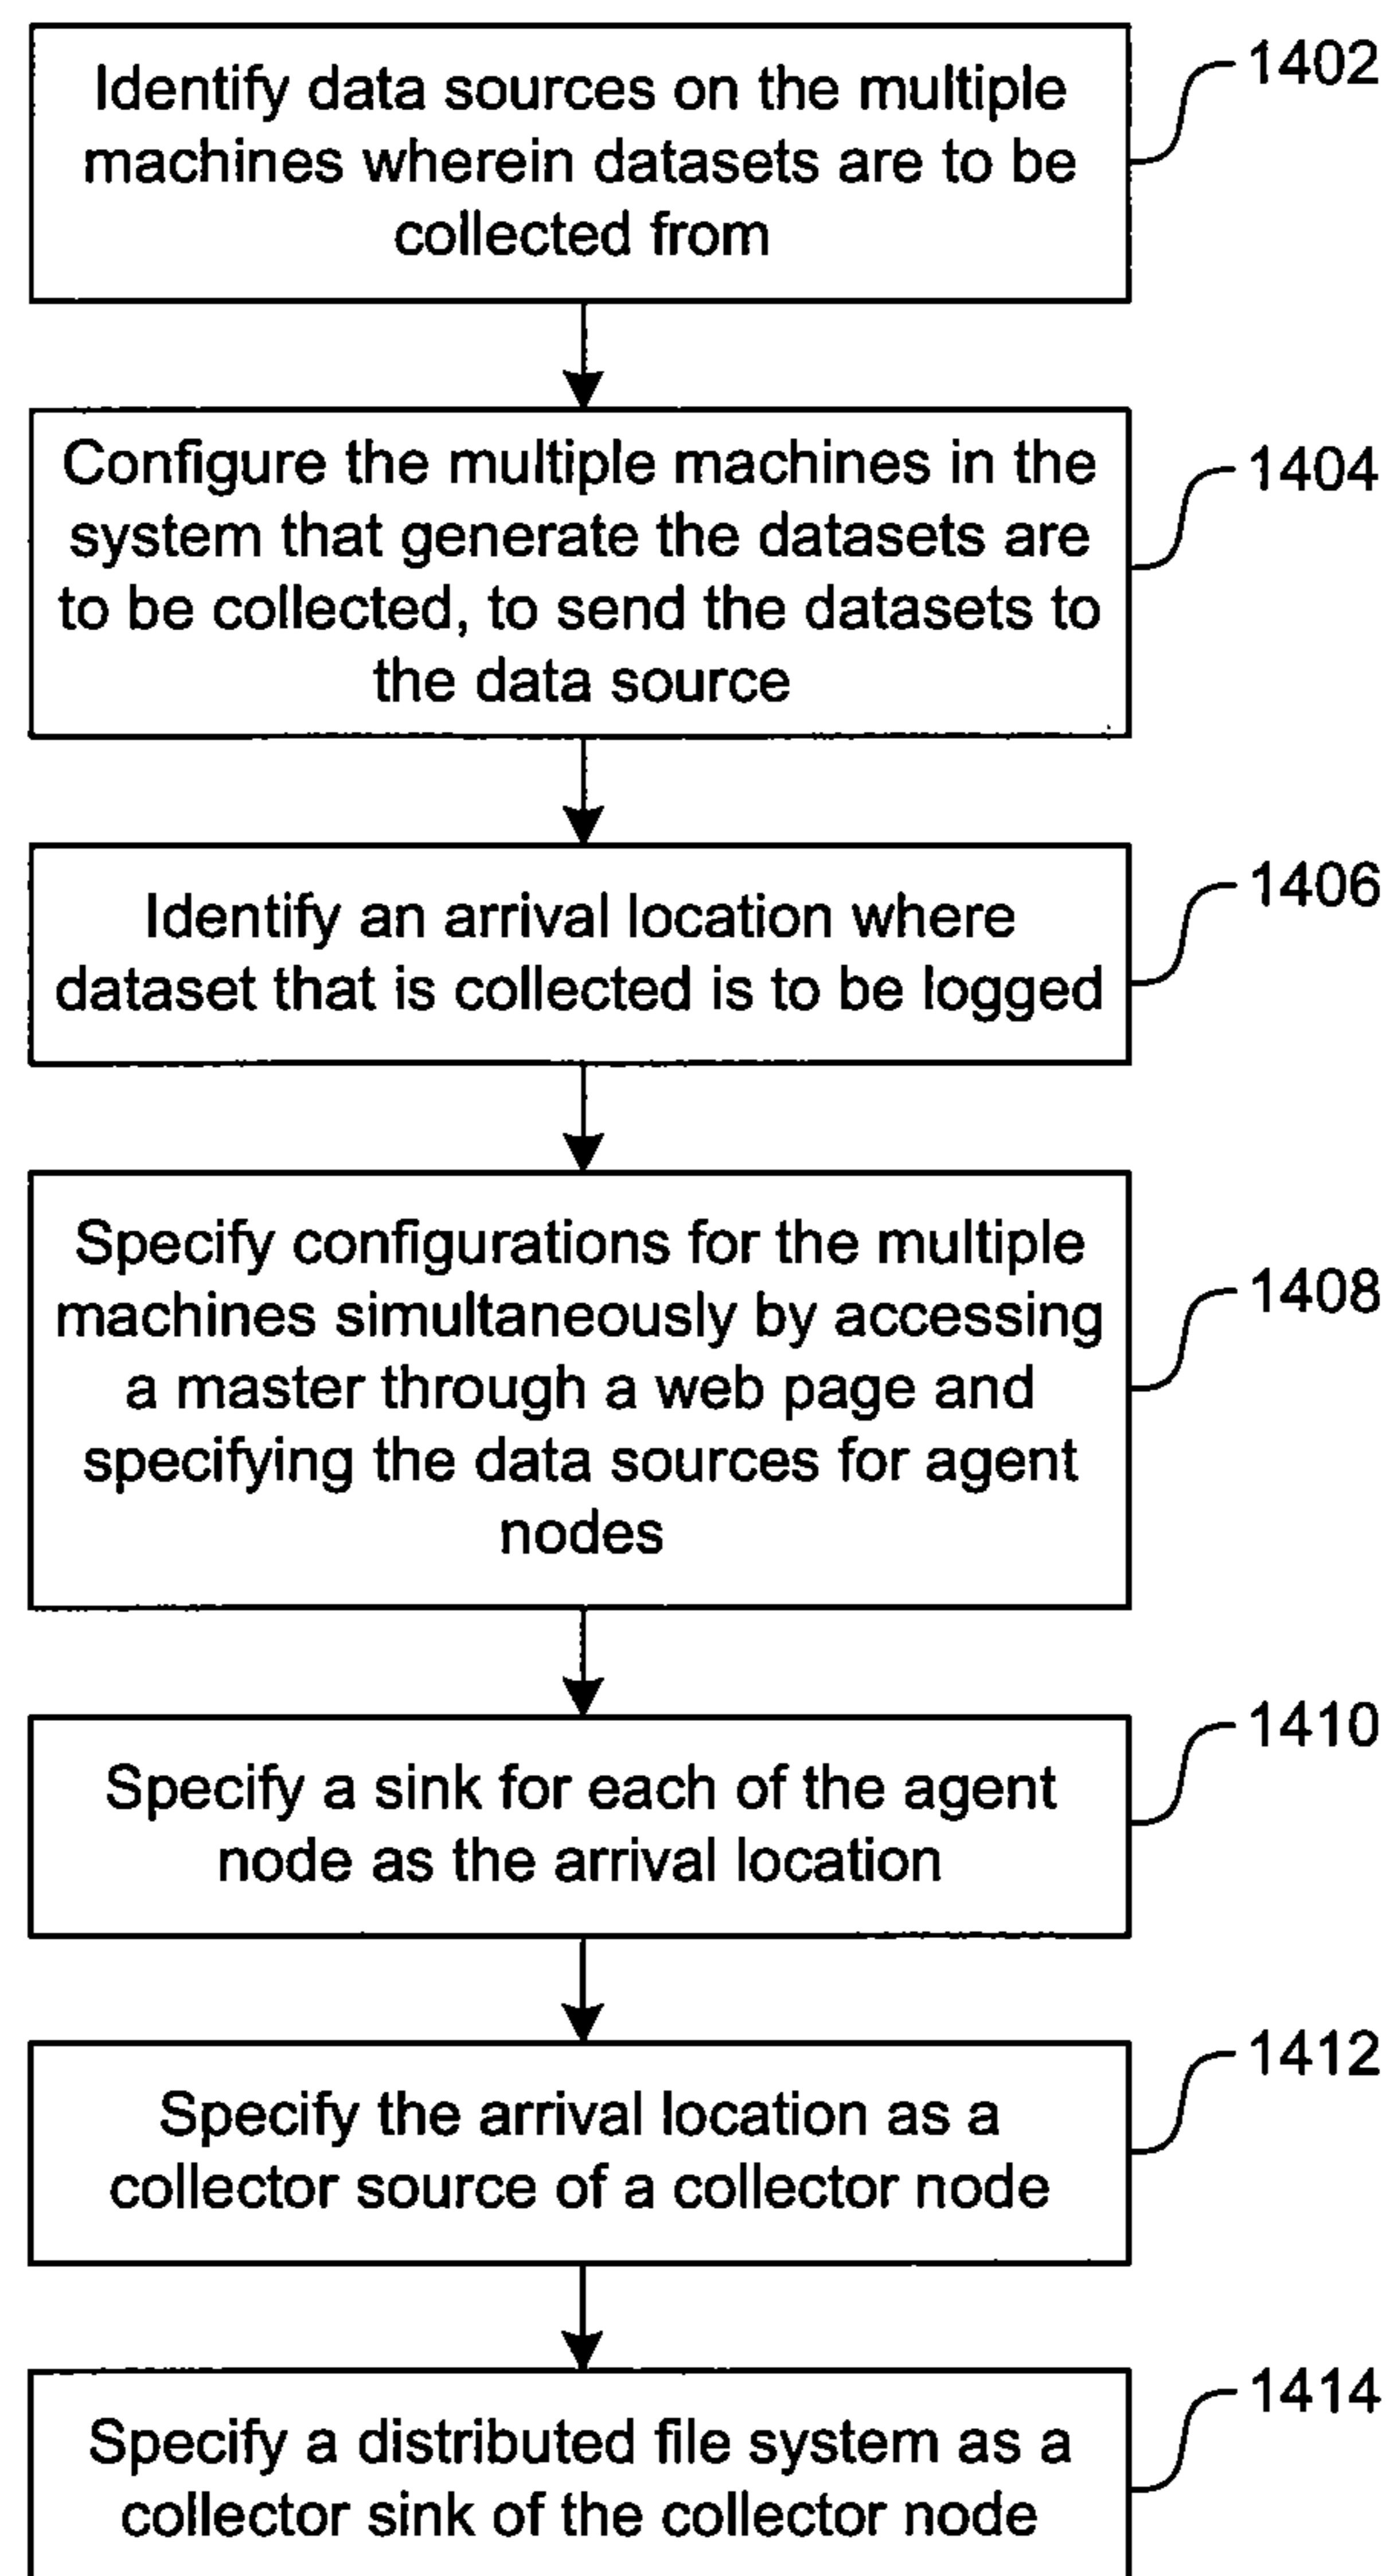 Identify data sources on the multiple
machines wherein datasets are to be
collected from
1402
Configure the multiple machines in the
system that generate the datasets are
to be collected, to send the datasets to
the data source
1404
Identify an arrival location where
dataset that is collected is to be logged
1406
Specify configurations for the multiple
machines simultaneously by accessing
a master through a web page and
specifying the data sources for agent
nodes
1408
Specify a sink for each of the agent
node as the arrival location
1410
Specify the arrival location as a
collector source of a collector node
1412
Specify a distributed file system as a
collector sink of the collector node
1414